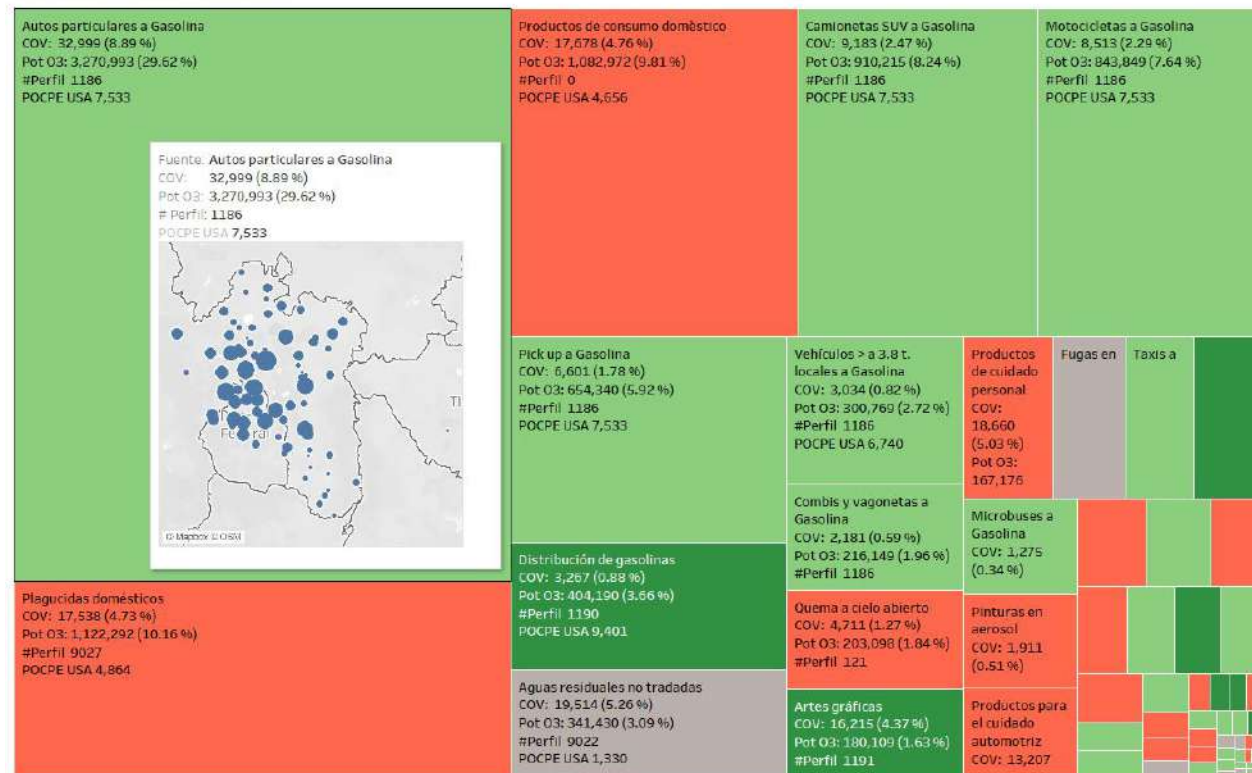 Autos particulares a Gasolina
COV: 32,999 (8.89 %)
Pot O3: 3,270,993 (29.62 %)
#Perfil 1186
POCPE USA 7,533
Fuente: Autos particulares a Gasolina
COV: 32,999 (8.89 %)
Pot O3: 3,270,993 (29.62 %)
# Perfil: 1186
POCPE USA 7,533
© Mapbox © OSM
Plagucidas domésticos
COV: 17,538 (4.73 %)
Pot O3: 1,122,292 (10.16 %)
#Perfil 9027
POCPE USA 4,864
Productos de consumo doméstico
COV: 17,678 (4.76 %)
Pot O3: 1,082,972 (9.81 %)
#Perfil 0
POCPE USA 4,656
Camionetas SUV a Gasolina
COV: 9,183 (2.47 %)
Pot O3: 910,215 (8.24 %)
#Perfil 1186
POCPE USA 7,533
Motocicletas a Gasolina
COV: 8,513 (2.29 %)
Pot O3: 843,849 (7.64 %)
#Perfil 1186
POCPE USA 7,533
Pick up a Gasolina
COV: 6,601 (1.78 %)
Pot O3: 654,340 (5.92 %)
#Perfil 1186
POCPE USA 7,533
Distribución de gasolinas
COV: 3,267 (0.88 %)
Pot O3: 404,190 (3.66 %)
#Perfil 1190
POCPE USA 9,401
Aguas residuales no tradadas
COV: 19,514 (5.26 %)
Pot O3: 341,430 (3.09 %)
#Perfil 9022
POCPE USA 1,330
Vehículos > a 3.8 t.
locales a Gasolina
COV: 3,034 (0.82 %)
Pot O3: 300,769 (2.72 %)
#Perfil 1186
POCPE USA 6,740
Combis y vagonetas a
Gasolina
COV: 2,181 (0.59 %)
Pot O3: 216,149 (1.96 %)
#Perfil 1186
Quema a cielo abierto
COV: 4,711 (1.27 %)
Pot O3: 203,098 (1.84 %)
#Perfil 121
Artes gráficas
COV: 16,215 (4.37 %)
Pot O3: 180,109 (1.63 %)
#Perfil 1191
Productos
de cuidado
personal
COV:
18,660
(5.03 %)
Pot O3:
167,176
Fugas en
Taxis a
Microbuses a
Gasolina
COV: 1,275
(0.34 %)
Pinturas en
aerosol
COV: 1,911
(0.51 %)
Productos para
el cuidado
automotriz
COV: 13,207